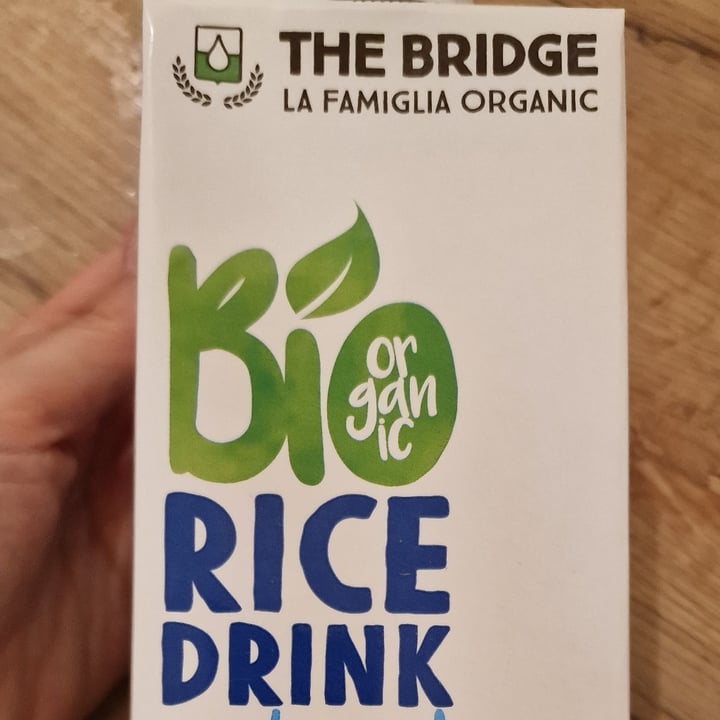 THE BRIDGE
LA FAMIGLIA ORGANIC
Bio
or
gan
ic
RICE
DRINK